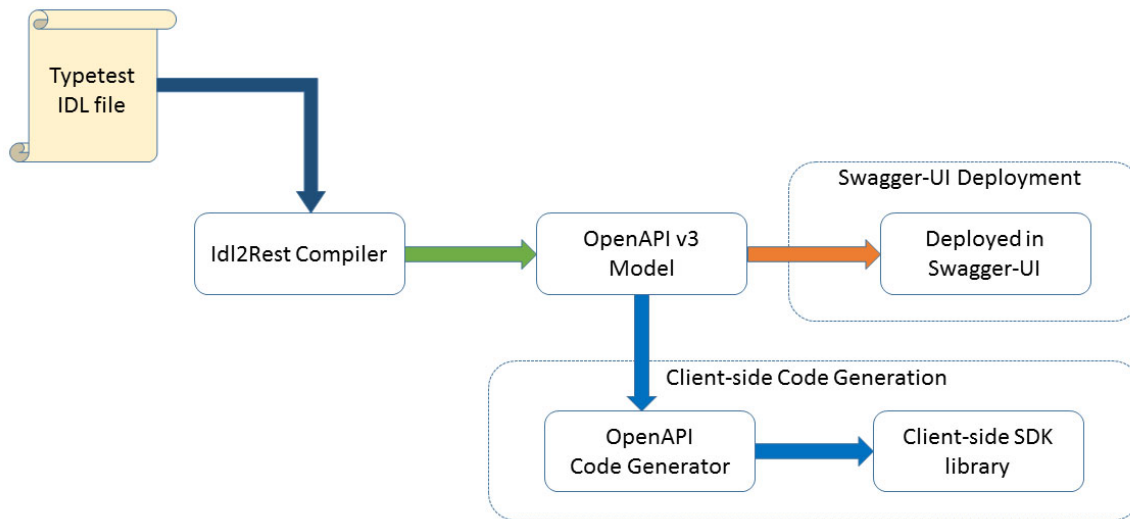 Typetest
IDL file
Swagger-UI Deployment
Idl2Rest Compiler
OpenAPI v3
Model
Deployed in
Swagger-UI
Client-side Code Generation
OpenAPI
Code Generator
Client-side SDK
library